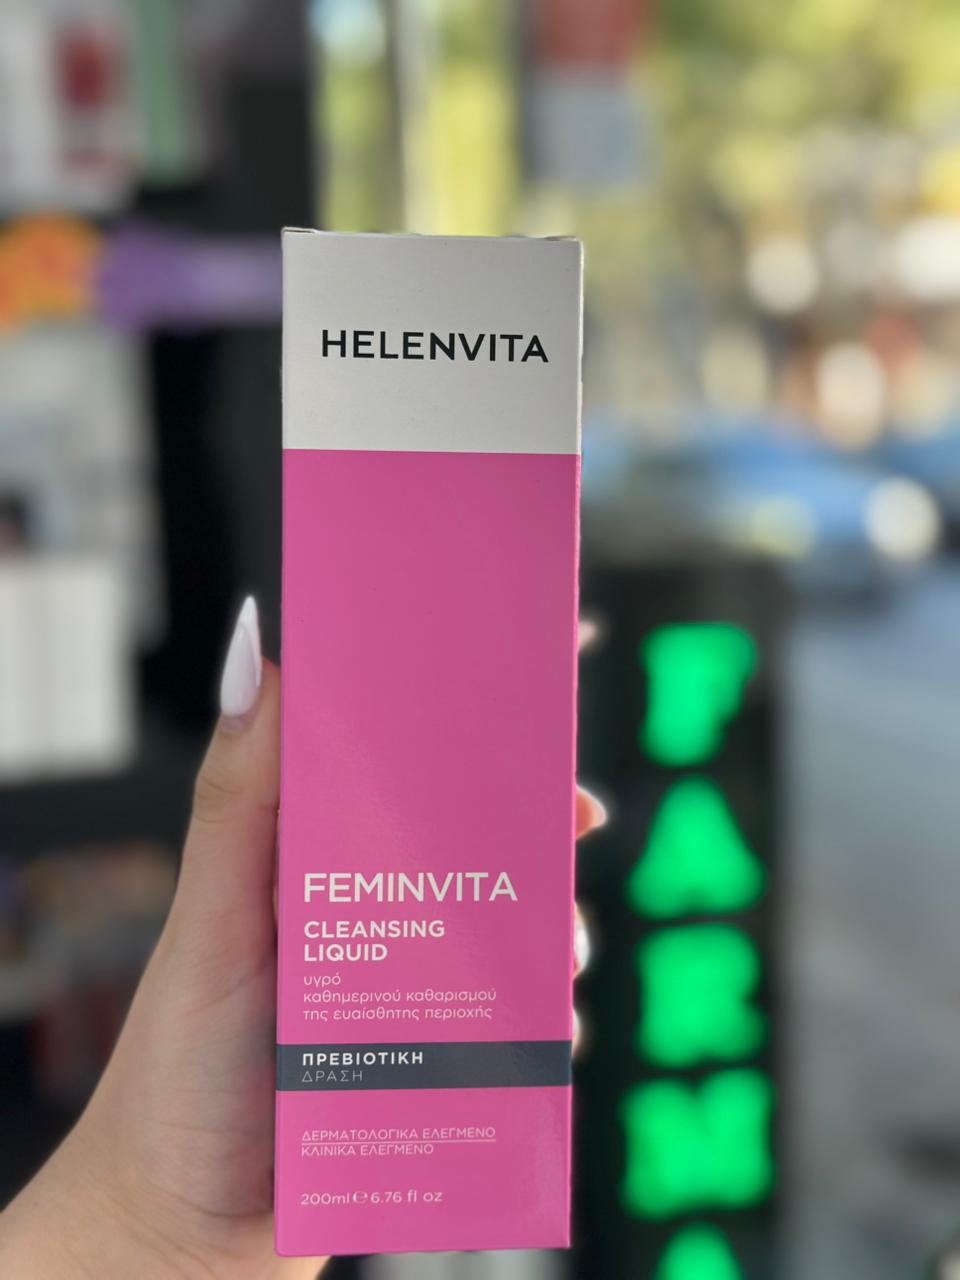 HELENVITA
FEMINVITA
CLEANSING
LIQUID
υγρό
καθημερινού καθαρισμού
της ευαίσθητης περιοχής
ΠΡΕΒΙΟΤΙΚΗ
ΔΡΑΣΗ
ΔΕΡΜΑΤΟΛΟΓΙΚΑ ΕΛΕΓΜΕΝΟ
ΚΛΙΝΙΚΑ ΕΛΕΓΜΕΝΟ
200ml ℮ 6.76 fl oz